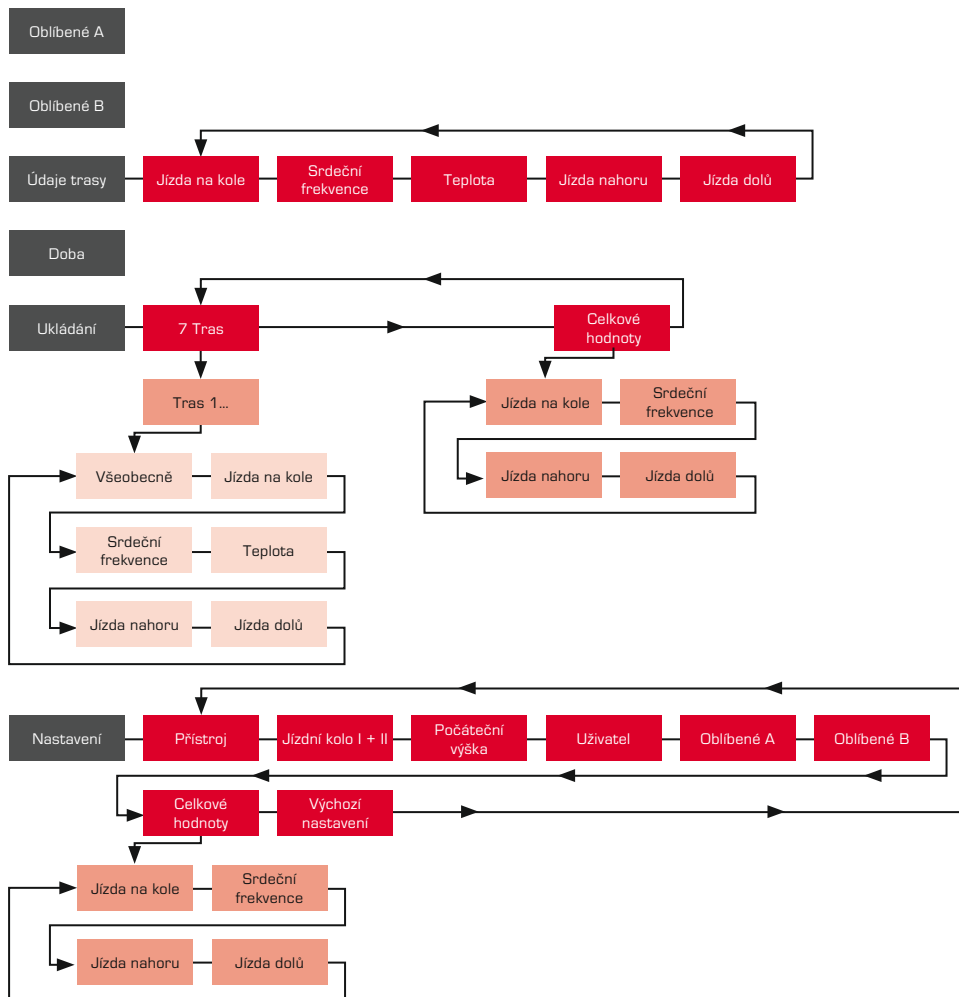 Oblíbené A
Oblíbené B
Údaje trasy
Jízda na kole
Srdeční
frekvence
Teplota
Jízda nahoru
Jízda dolů
Doba
Ukládání
7 Tras
Celkové
hodnoty
Tras 1...
Jízda na kole
Srdeční
frekvence
Jízda nahoru
Jízda dolů
Všeobecně
Jízda na kole
Srdeční
frekvence
Teplota
Jízda nahoru
Jízda dolů
Nastavení
Přístroj
Jízdní kolo I + II
Počáteční
výška
Uživatel
Oblíbené A
Oblíbené B
Celkové
hodnoty
Výchozí
nastavení
Jízda na kole
Srdeční
frekvence
Jízda nahoru
Jízda dolů